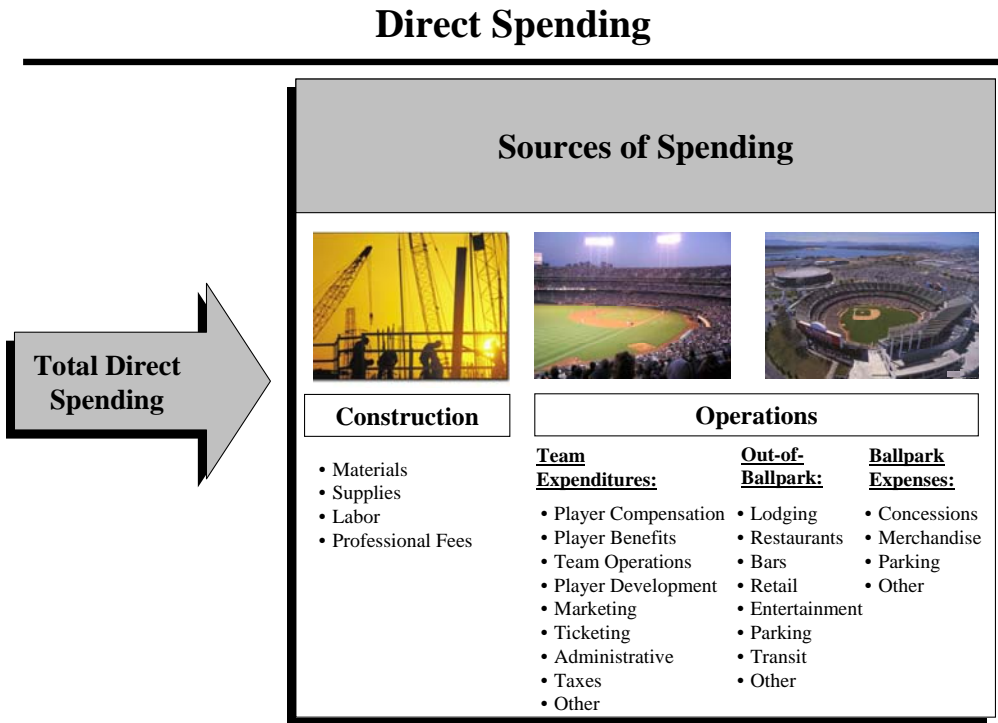 Direct Spending
Sources of Spending
Total Direct
Spending
Construction
• Materials
• Supplies
• Labor
• Professional Fees
Operations
Team
Expenditures:
• Player Compensation
• Player Benefits
• Team Operations
• Player Development
• Marketing
• Ticketing
• Administrative
• Taxes
• Other
Out-of-
Ballpark:
• Lodging
• Restaurants
• Bars
• Retail
• Entertainment
• Parking
• Transit
• Other
Ballpark
Expenses:
• Concessions
• Merchandise
• Parking
• Other